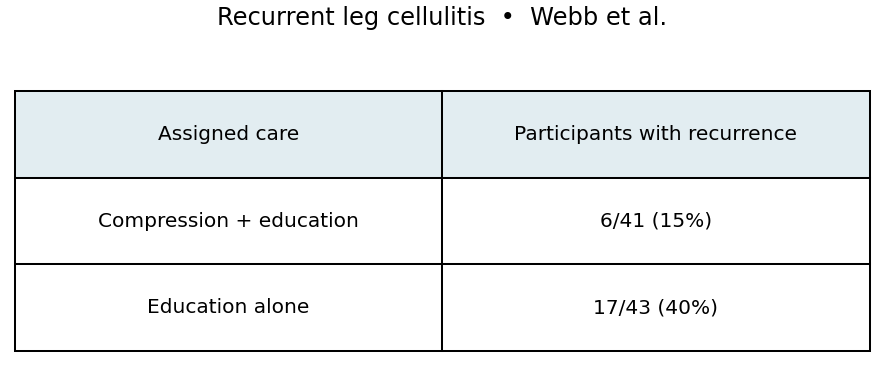 Recurrent leg cellulitis • Webb et al.
Assigned care Participants with recurrence
Compression + education 6/41 (15%)
Education alone 17/43 (40%)